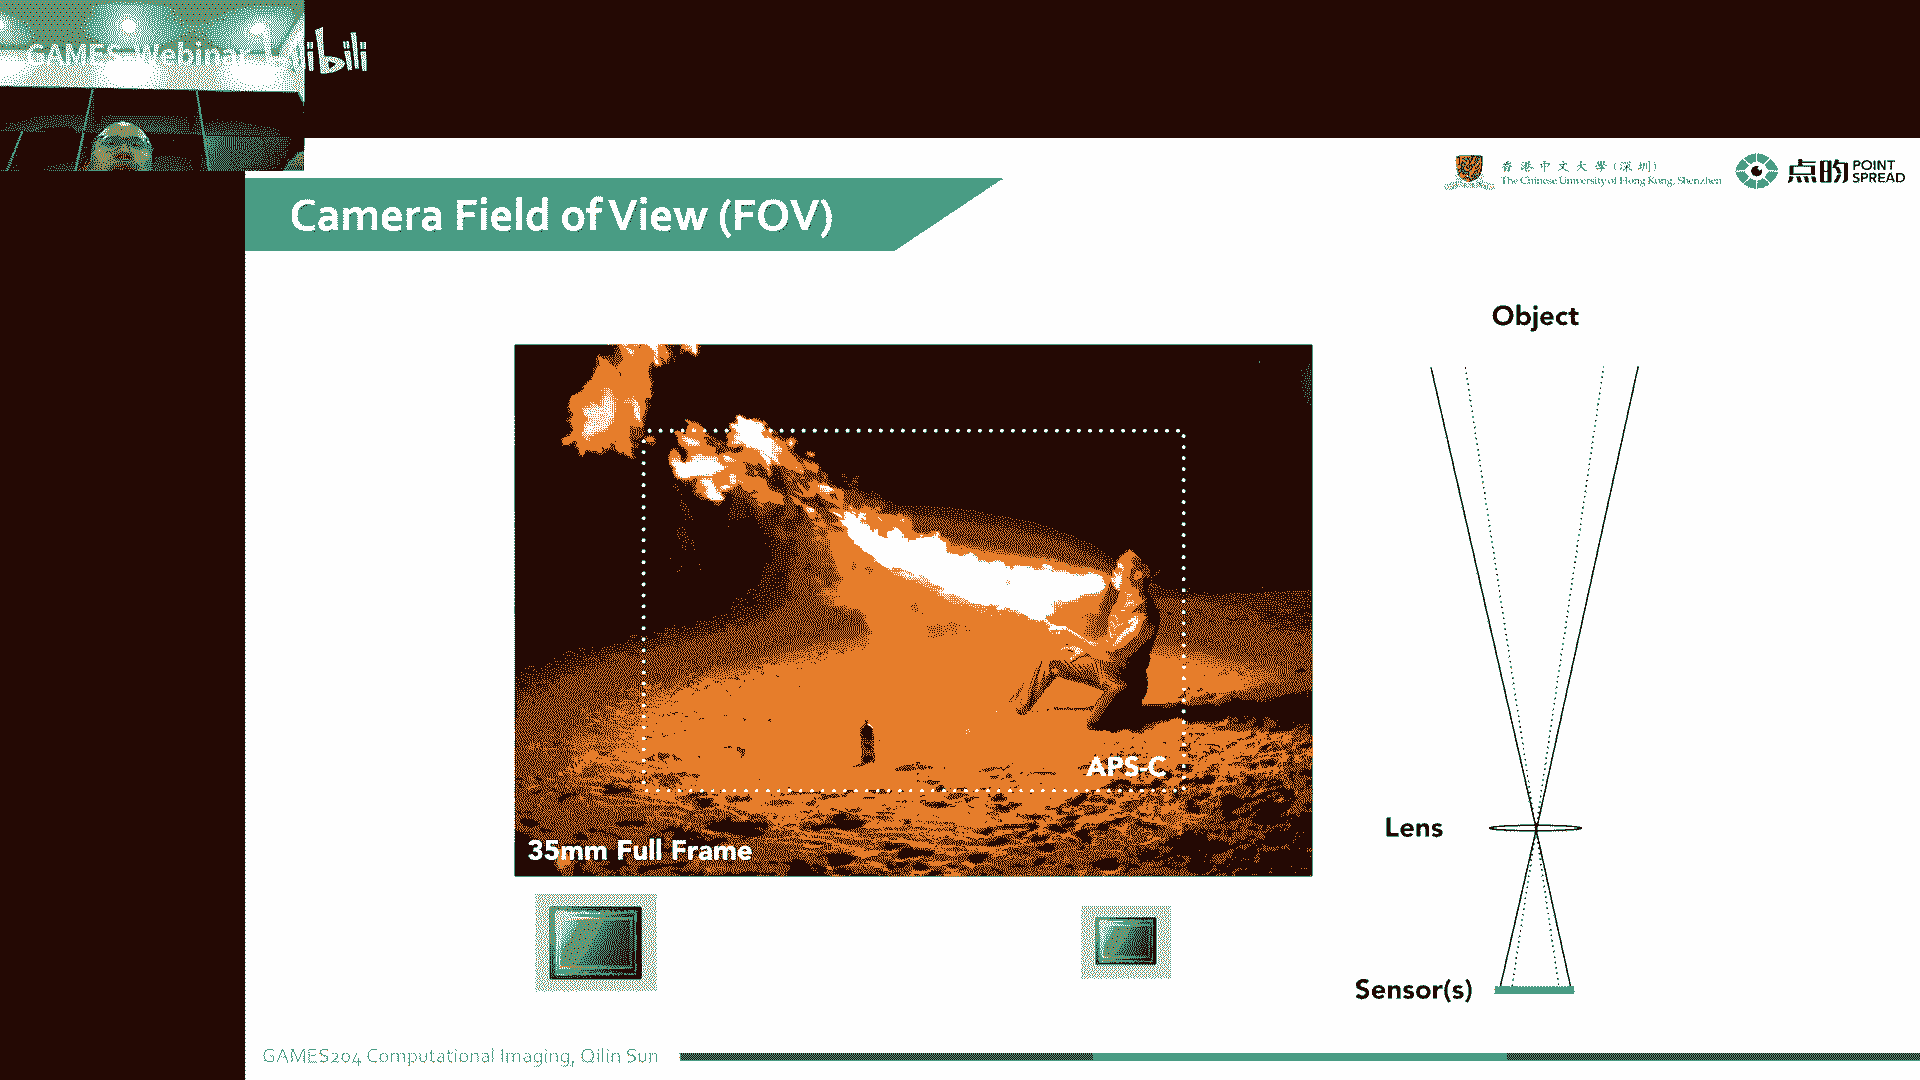 GAMES-Webinar bilibili
香港中文大學(深圳)
The Chinese University of Hong Kong, Shenzhen
点昀 POINT
SPREAD
Camera Field of View (FOV)
Object
APS-C
35mm Full Frame
Lens
Sensor(s)
GAMES204 Computational Imaging, Qilin Sun